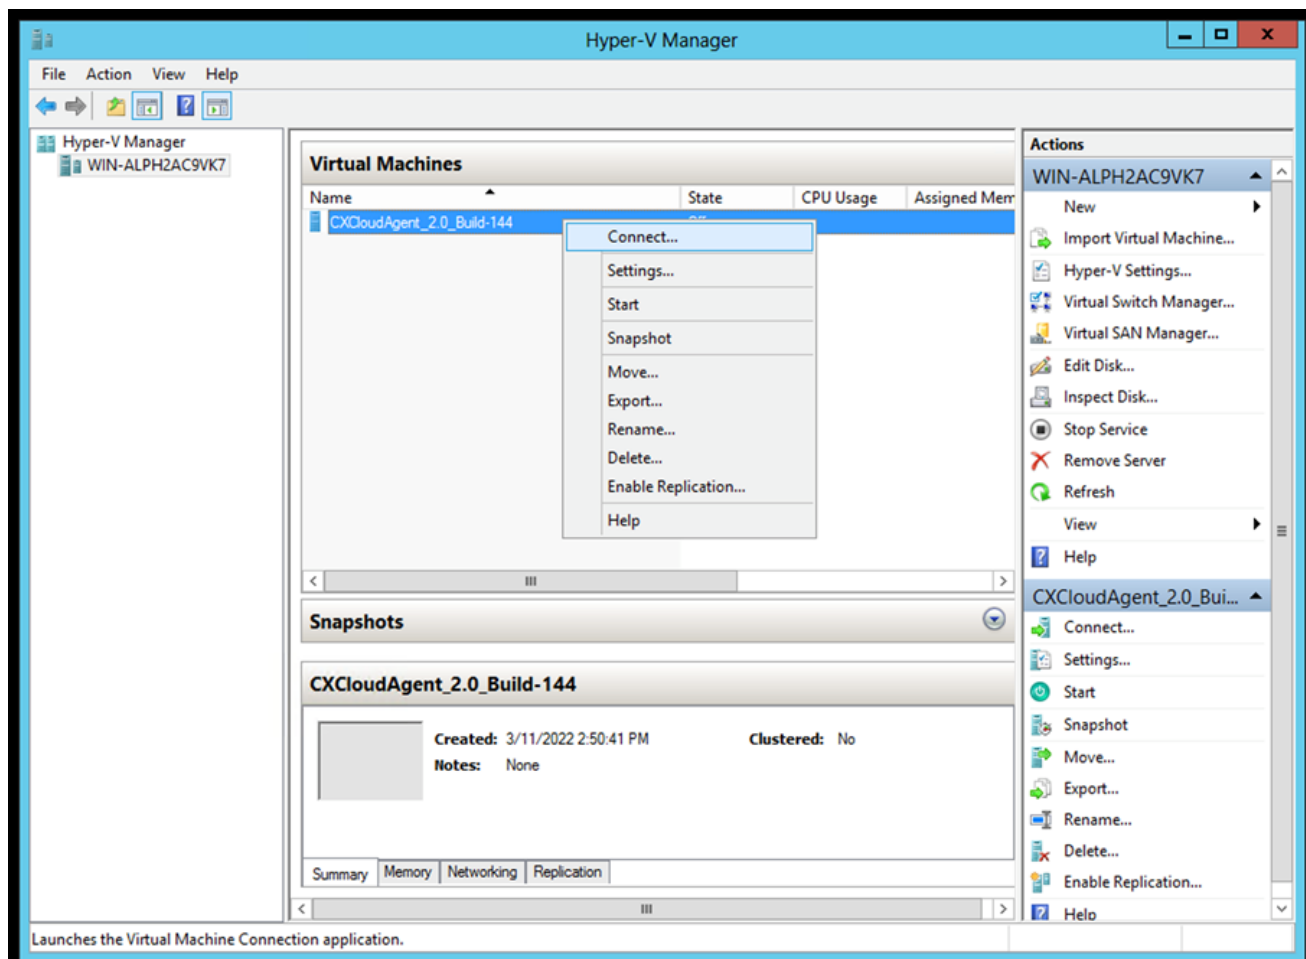 Hyper-V Manager
File Action View Help
Hyper-V Manager
WIN-ALPH2AC9VK7
Virtual Machines
Name State CPU Usage Assigned Mem
CXCloudAgent_2.0_Build-144
Connect...
Settings...
Start
Snapshot
Move...
Export...
Rename...
Delete...
Enable Replication...
Help
Snapshots
CXCloudAgent_2.0_Build-144
Created: 3/11/2022 2:50:41 PM Clustered: No
Notes: None
Summary Memory Networking Replication
Actions
WIN-ALPH2AC9VK7
New
Import Virtual Machine...
Hyper-V Settings...
Virtual Switch Manager...
Virtual SAN Manager...
Edit Disk...
Inspect Disk...
Stop Service
Remove Server
Refresh
View
Help
CXCloudAgent_2.0_Bui...
Connect...
Settings...
Start
Snapshot
Move...
Export...
Rename...
Delete...
Enable Replication...
Help
Launches the Virtual Machine Connection application.